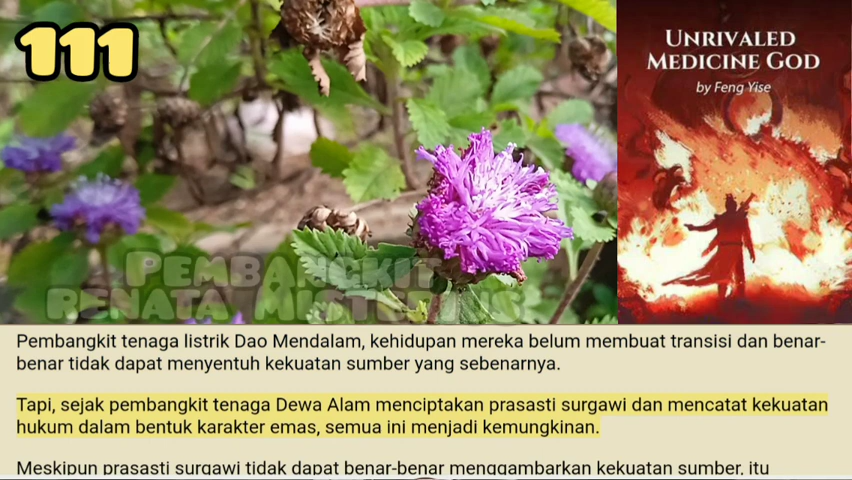 111
UNRIVALED
MEDICINE GOD
by Feng Yise
PEMBANGKIT
RENATA MISTERIUS
Pembangkit tenaga listrik Dao Mendalam, kehidupan mereka belum membuat transisi dan benar-
benar tidak dapat menyentuh kekuatan sumber yang sebenarnya.
Tapi, sejak pembangkit tenaga Dewa Alam menciptakan prasasti surgawi dan mencatat kekuatan
hukum dalam bentuk karakter emas, semua ini menjadi kemungkinan.
Meskipun prasasti surgawi tidak dapat benar-benar menggambarkan kekuatan sumber, itu